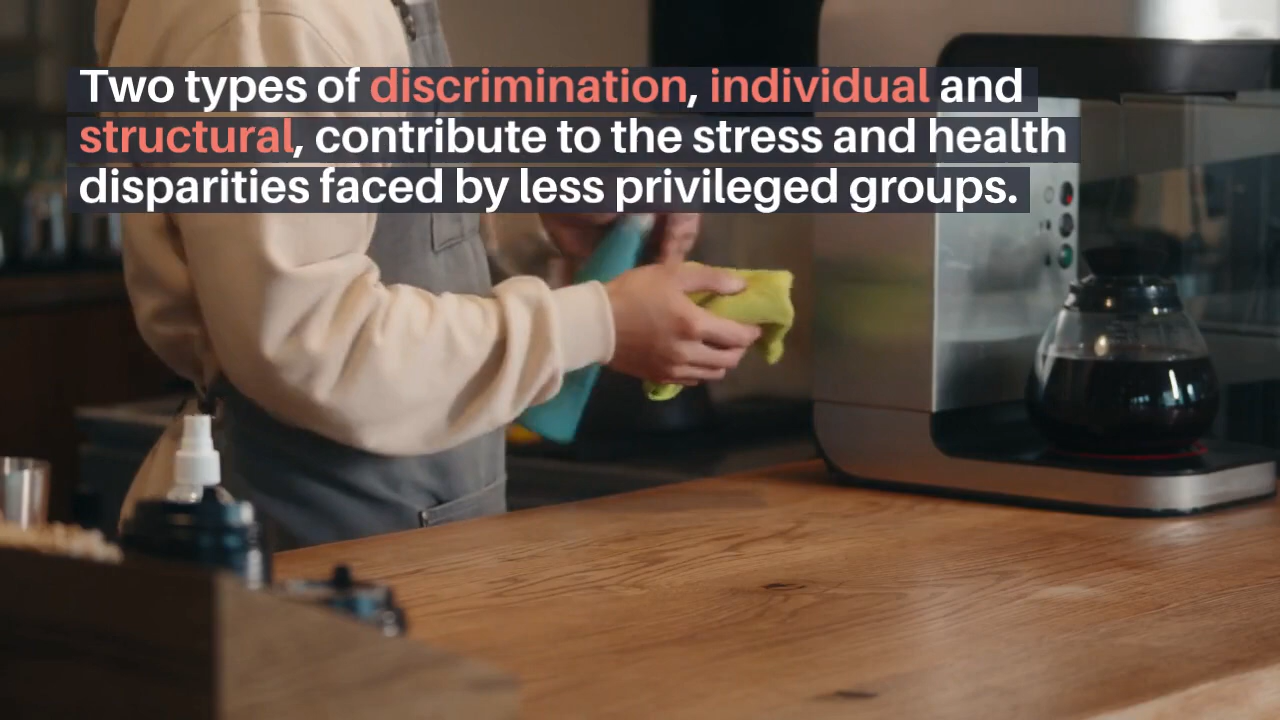 Two types of discrimination, individual and
structural, contribute to the stress and health
disparities faced by less privileged groups.